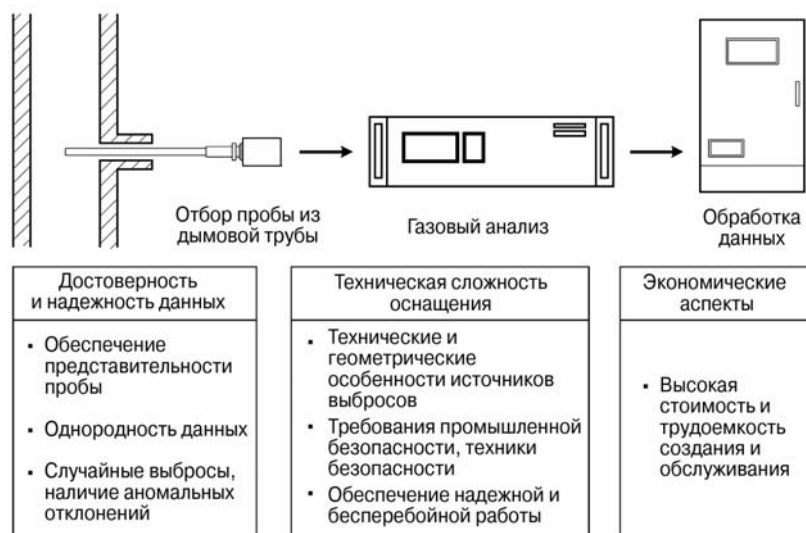 Отбор пробы из
дымовой трубы
Газовый анализ
Обработка
данных
Достоверность
и надежность данных
▪ Обеспечение
представительности
пробы
▪ Однородность данных
▪ Случайные выбросы,
наличие аномальных
отклонений
Техническая сложность
оснащения
▪ Технические и
геометрические
особенности источников
выбросов
▪ Требования промышленной
безопасности, техники
безопасности
▪ Обеспечение надежной и
бесперебойной работы
Экономические
аспекты
▪ Высокая
стоимость и
трудоемкость
создания и
обслуживания